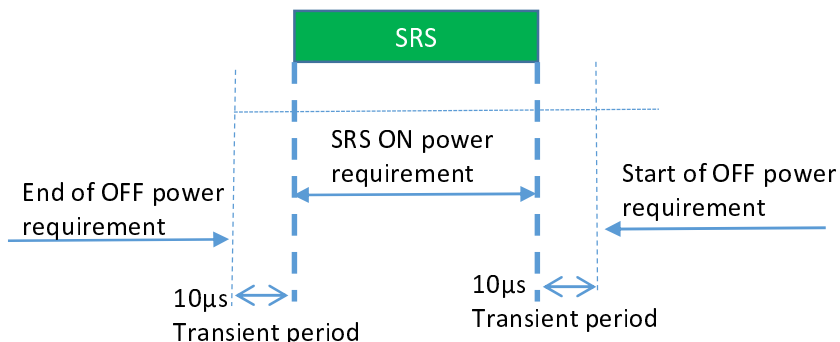 SRS
SRS ON power
requirement
End of OFF power
requirement
Start of OFF power
requirement
10µs
Transient period
10µs
Transient period